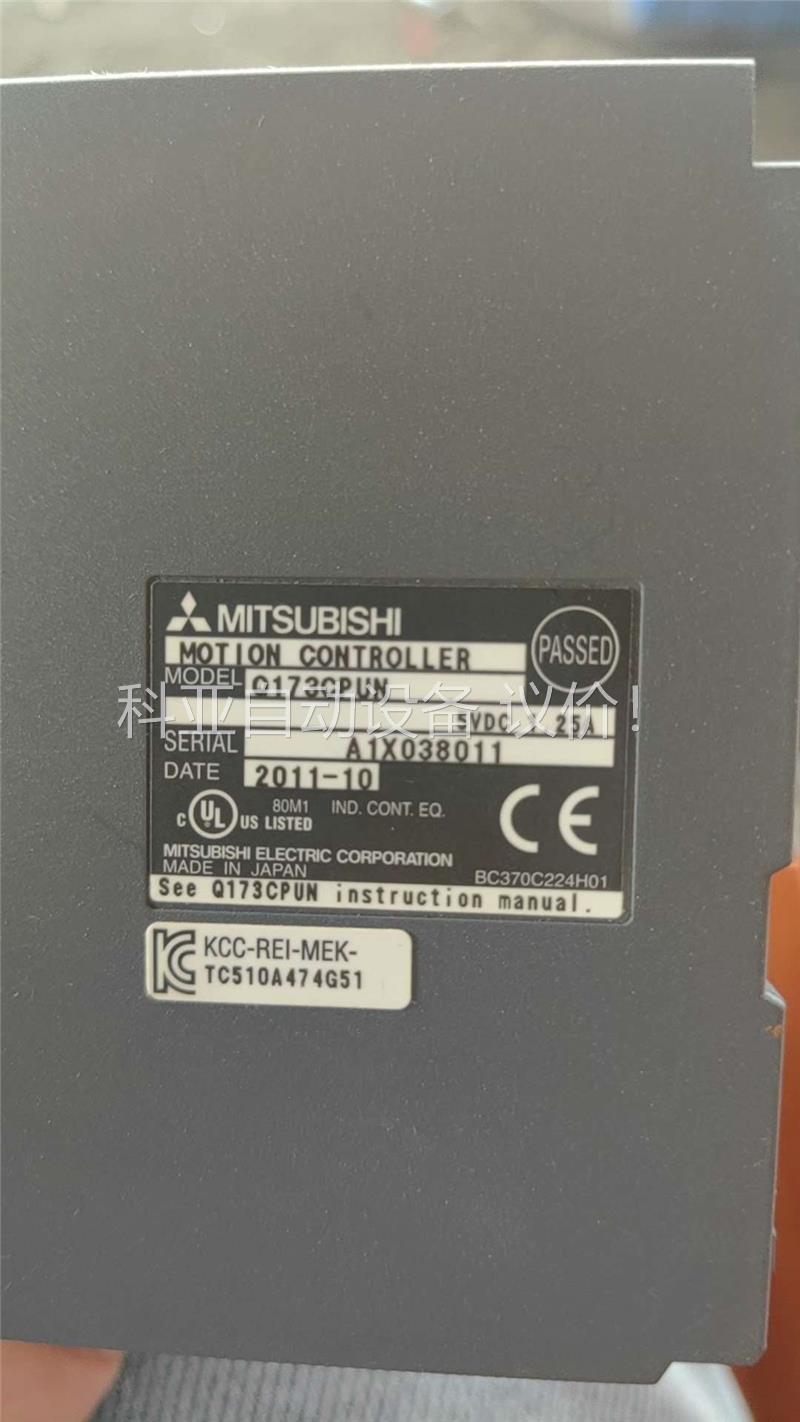 MITSUBISHI
PASSED
MOTION CONTROLLER
MODEL Q173CPUN
科亚自动设备 议价！
5VDC 25A
SERIAL A1X038011
DATE 2011-10
C UL US LISTED 80M1 IND. CONT. EQ.
CE
MITSUBISHI ELECTRIC CORPORATION
MADE IN JAPAN
BC370C224H01
See Q173CPUN instruction manual.
KCC-REI-MEK-
TC510A474G51